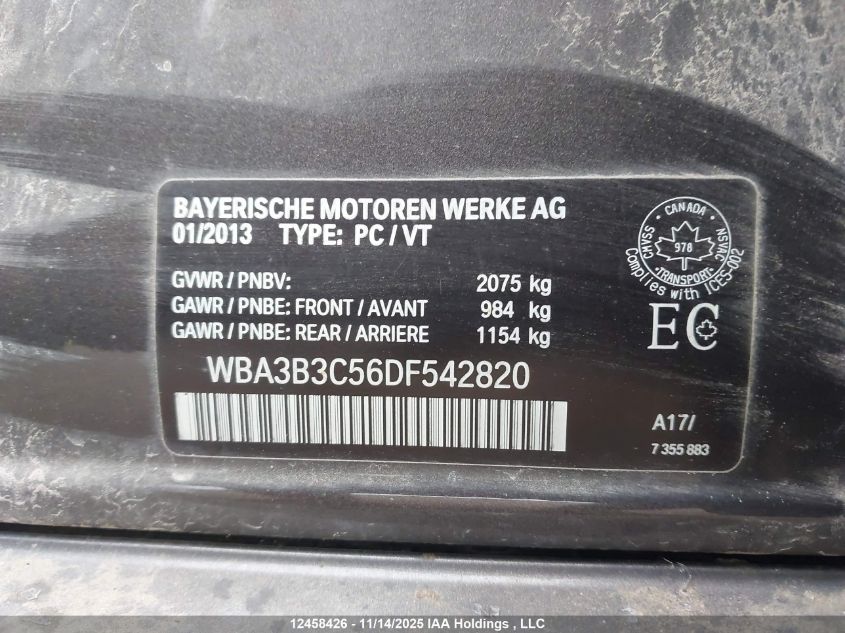 BAYERISCHE MOTOREN WERKE AG
01/2013 TYPE: PC / VT
GVWR / PNBV: 2075 kg
GAWR / PNBE: FRONT / AVANT 984 kg
GAWR / PNBE: REAR / ARRIERE 1154 kg
WBA3B3C56DF542820
CANADA
CMVSS
NSVAC
978
TRANSPORT
Complies with ICES-002
EC
A17/
7 355 883
12458426 - 11/14/2025 IAA Holdings , LLC